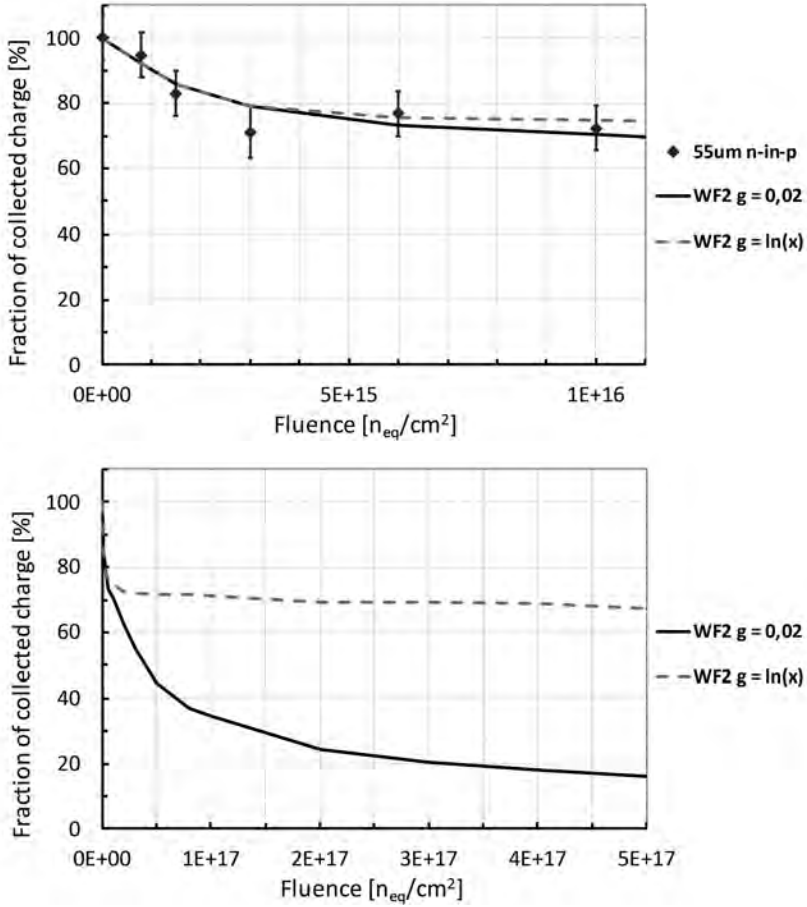 Fraction of collected charge [%]
100
80
60
40
20
0
0E+00
5E+15
1E+16
Fluence [n_eq/cm²]
55um n-in-p
WF2 g = 0,02
WF2 g = ln(x)
Fraction of collected charge [%]
100
80
60
40
20
0
0E+00
1E+17
2E+17
3E+17
4E+17
5E+17
Fluence [n_eq/cm²]
WF2 g = 0,02
WF2 g = ln(x)